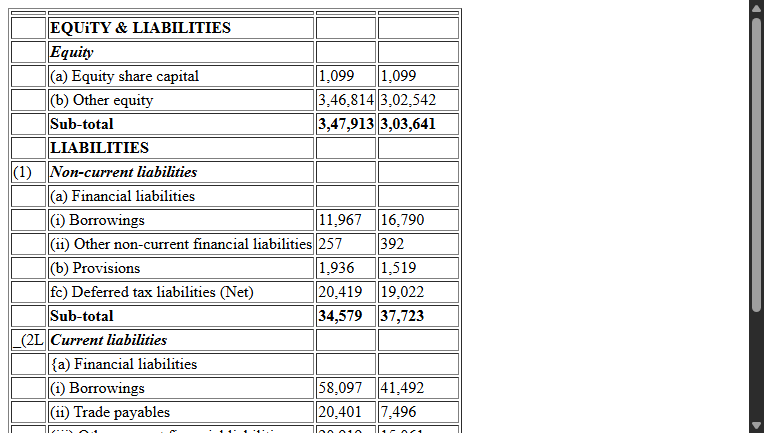 EQUiTY & LIABILITIES
Equity
(a) Equity share capital 1,099 1,099
(b) Other equity 3,46,814 3,02,542
Sub-total 3,47,913 3,03,641
LIABILITIES
(1) Non-current liabilities
(a) Financial liabilities
(i) Borrowings 11,967 16,790
(ii) Other non-current financial liabilities 257 392
(b) Provisions 1,936 1,519
fc) Deferred tax liabilities (Net) 20,419 19,022
Sub-total 34,579 37,723
_(2L Current liabilities
{a) Financial liabilities
(i) Borrowings 58,097 41,492
(ii) Trade payables 20,401 7,496